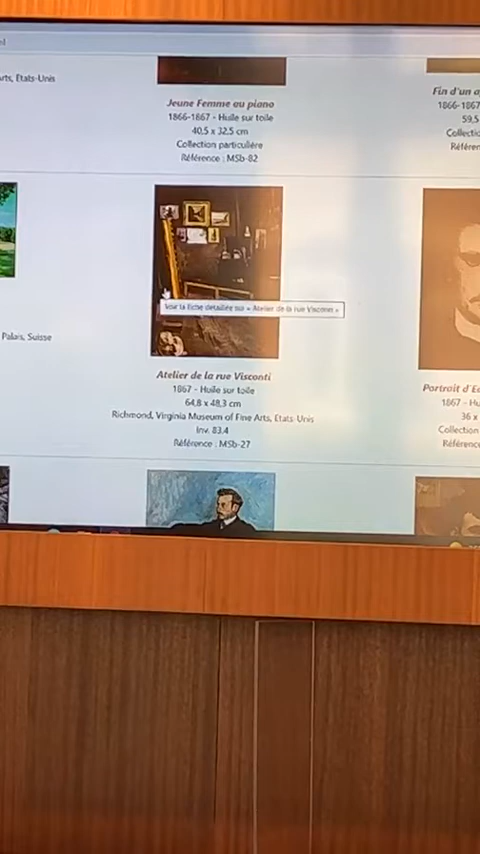 rts, Etats-Unis
Jeune Femme au piano
1866-1867 - Huile sur toile
40,5 x 32,5 cm
Collection particulière
Référence : MSb-82
Fin d'un a
1866-1867
59,5
Collecti
Référen
Voir la fiche détaillée sur « Atelier de la rue Visconti »
Palais, Suisse
Atelier de la rue Visconti
1867 - Huile sur toile
64,8 x 48,3 cm
Richmond, Virginia Museum of Fine Arts, Etats-Unis
Inv. 83.4
Référence : MSb-27
Portrait d'Ed
1867 - Hu
36 x
Collection
Référence